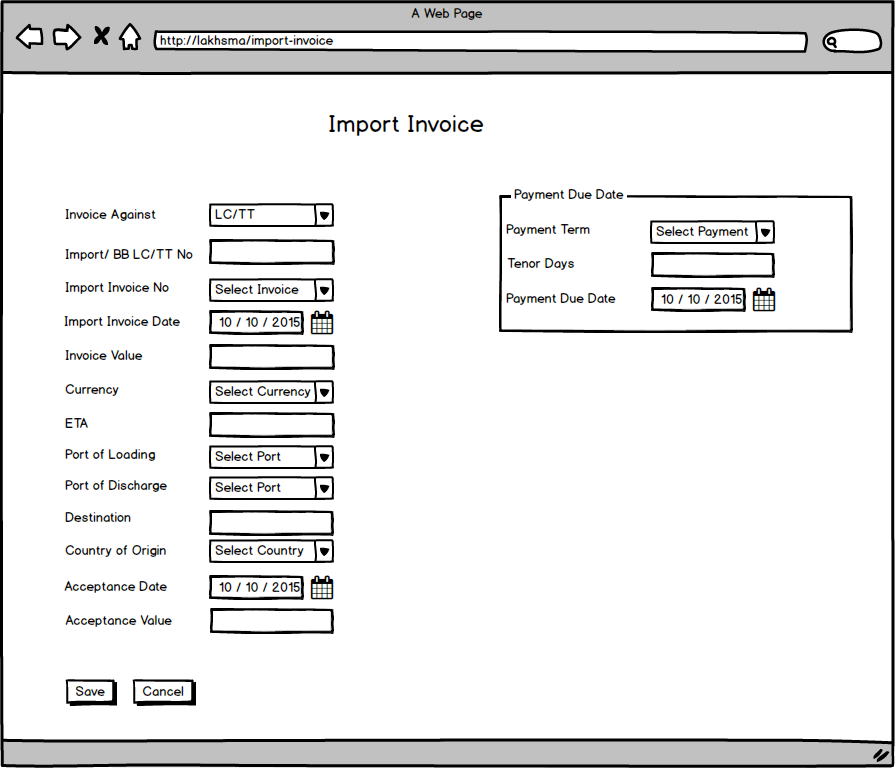 A Web Page
http://lakhsma/import-invoice
Import Invoice
Invoice Against LC/TT
Import/ BB LC/TT No
Import Invoice No Select Invoice
Import Invoice Date 10 / 10 / 2015
Invoice Value
Currency Select Currency
ETA
Port of Loading Select Port
Port of Discharge Select Port
Destination
Country of Origin Select Country
Acceptance Date 10 / 10 / 2015
Acceptance Value
Payment Due Date
Payment Term Select Payment
Tenor Days
Payment Due Date 10 / 10 / 2015
Save Cancel